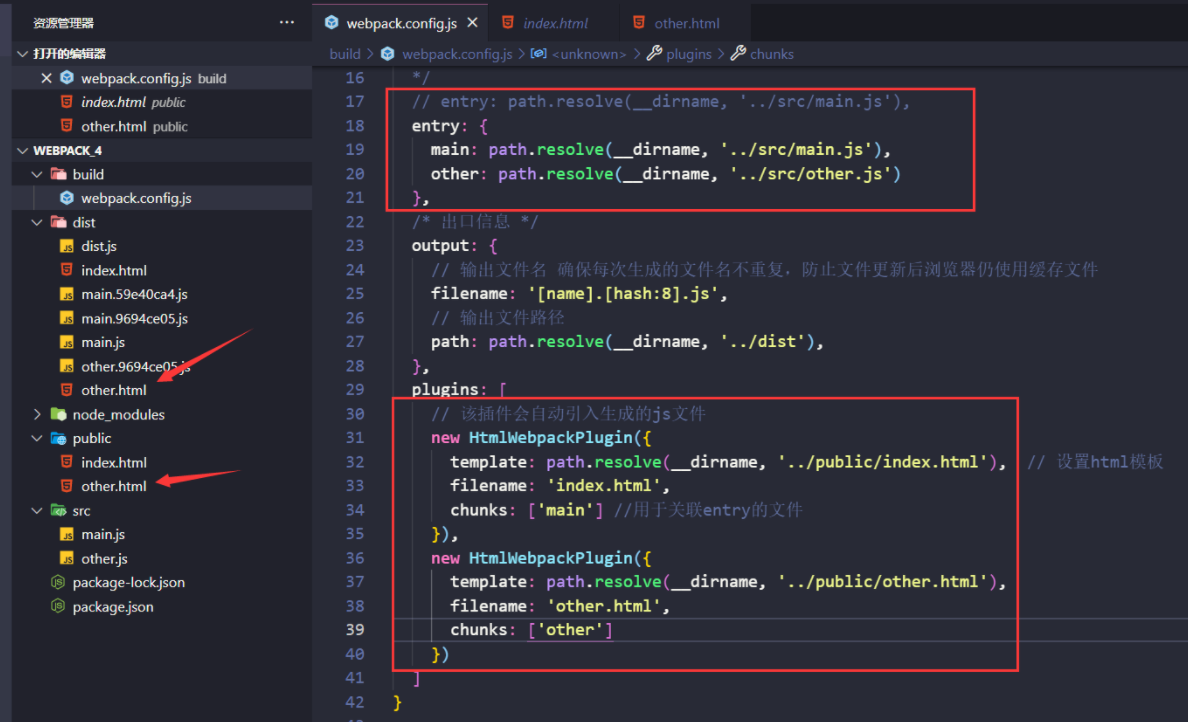 资源管理器
···
打开的编辑器
webpack.config.js build
index.html public
other.html public
WEBPACK_4
build
webpack.config.js
dist
dist.js
index.html
main.59e40ca4.js
main.9694ce05.js
main.js
other.9694ce05.js
other.html
node_modules
public
index.html
other.html
src
main.js
other.js
package-lock.json
package.json
webpack.config.js
index.html
other.html
build > webpack.config.js > <unknown> > plugins > chunks
16 */
17 // entry: path.resolve(__dirname, '../src/main.js'),
18 entry: {
19 main: path.resolve(__dirname, '../src/main.js'),
20 other: path.resolve(__dirname, '../src/other.js')
21 },
22 /* 出口信息 */
23 output: {
24 // 输出文件名 确保每次生成的文件名不重复，防止文件更新后浏览器仍使用缓存文件
25 filename: '[name].[hash:8].js',
26 // 输出文件路径
27 path: path.resolve(__dirname, '../dist'),
28 },
29 plugins: [
30 // 该插件会自动引入生成的js文件
31 new HtmlWebpackPlugin({
32 template: path.resolve(__dirname, '../public/index.html'), // 设置html模板
33 filename: 'index.html',
34 chunks: ['main'] //用于关联entry的文件
35 }),
36 new HtmlWebpackPlugin({
37 template: path.resolve(__dirname, '../public/other.html'),
38 filename: 'other.html',
39 chunks: ['other']
40 })
41 ]
42 }